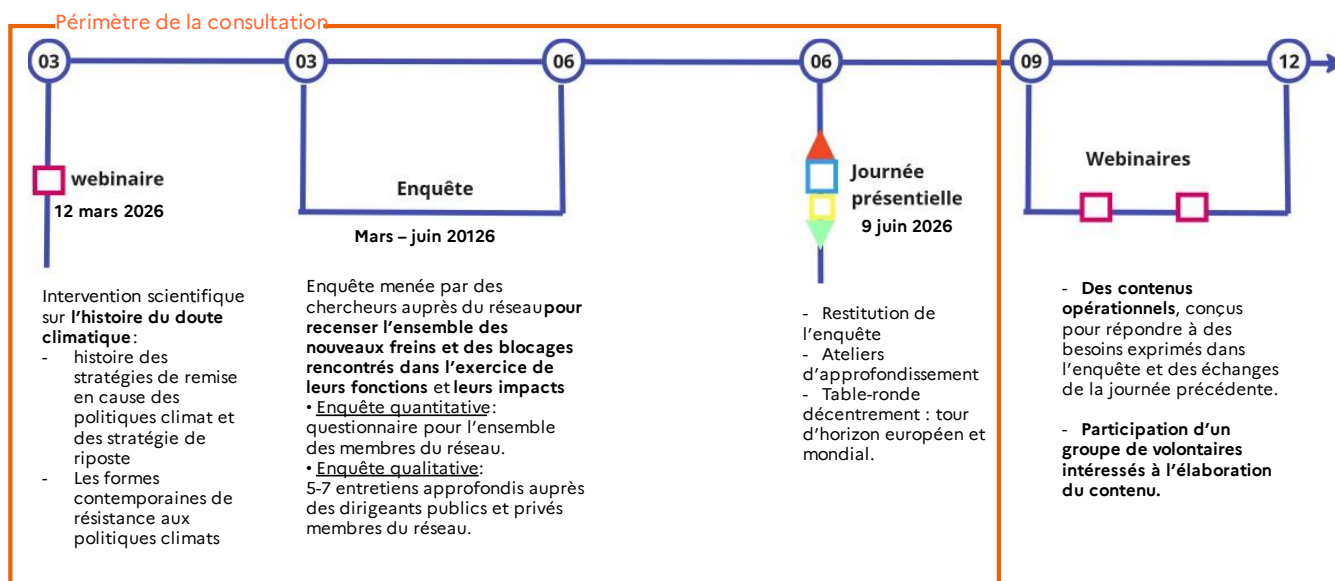 Périmètre de la consultation
03
03
06
06
09
12
webinaire
12 mars 2026
Intervention scientifique
sur l’histoire du doute
climatique :
- histoire des
stratégies de remise
en cause des
politiques climat et
des stratégie de
riposte
- Les formes
contemporaines de
résistance aux
politiques climats
Enquête
Mars – juin 20126
Enquête menée par des
chercheurs auprès du réseau pour
recenser l’ensemble des
nouveaux freins et des blocages
rencontrés dans l’exercice de
leurs fonctions et leurs impacts
• Enquête quantitative :
questionnaire pour l’ensemble
des membres du réseau.
• Enquête qualitative:
5-7 entretiens approfondis auprès
des dirigeants publics et privés
membres du réseau.
Journée
présentielle
9 juin 2026
- Restitution de
l’enquête
- Ateliers
d’approfondissement
- Table-ronde
décentrement : tour
d’horizon européen et
mondial.
Webinaires
- Des contenus
opérationnels, conçus
pour répondre à des
besoins exprimés dans
l’enquête et des échanges
de la journée précédente.
- Participation d’un
groupe de volontaires
intéressés à l’élaboration
du contenu.